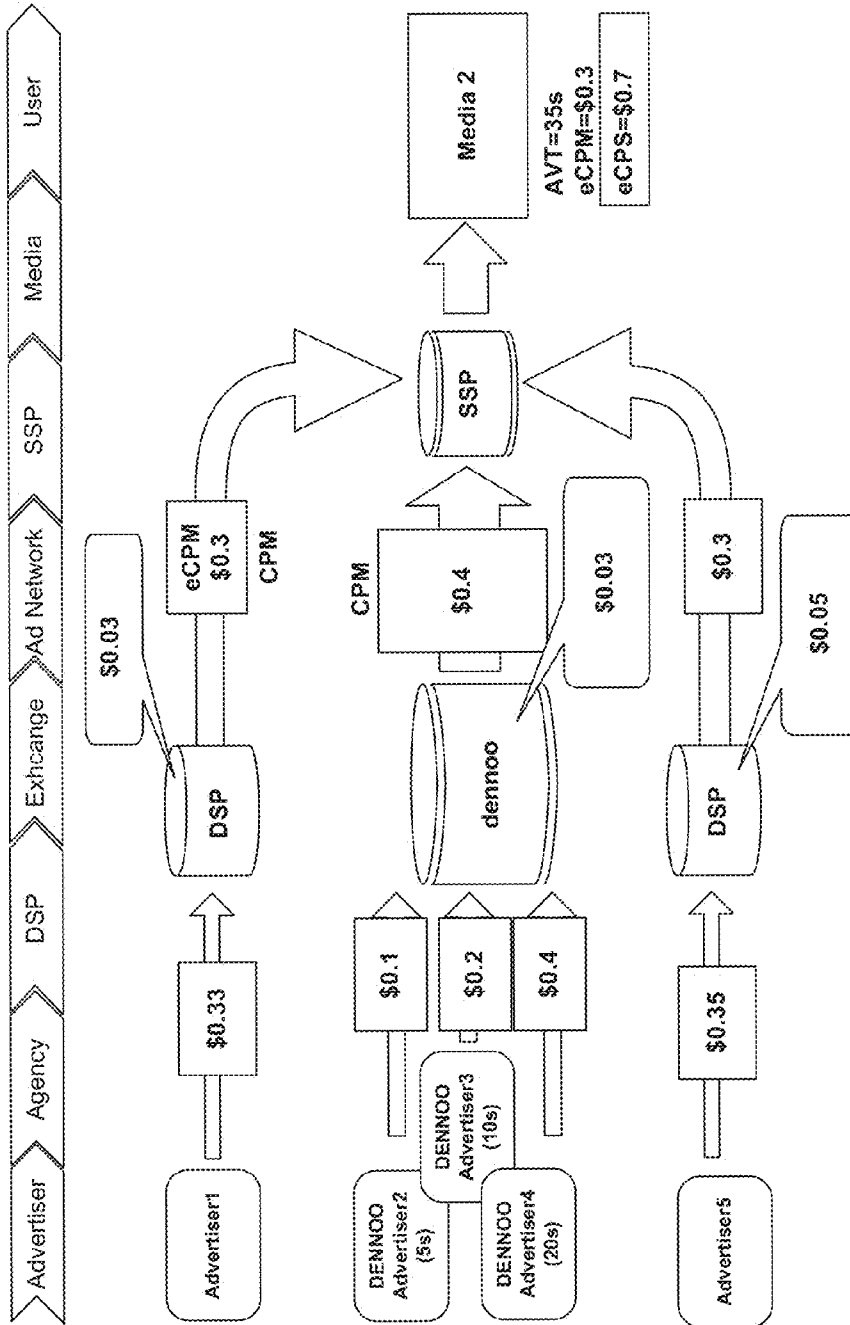 Advertiser
Agency
DSP
Exhcange
Ad Network
SSP
Media
User
Advertiser1
$0.33
DSP
$0.03
eCPM
$0.3
CPM
DENNOO
Advertiser2
(5s)
DENNOO
Advertiser3
(10s)
DENNOO
Advertiser4
(20s)
$0.1
$0.2
$0.4
dennoo
CPM
$0.4
$0.03
SSP
Media 2
AVT=35s
eCPM=$0.3
eCPS=$0.7
Advertiser5
$0.35
DSP
$0.05
$0.3